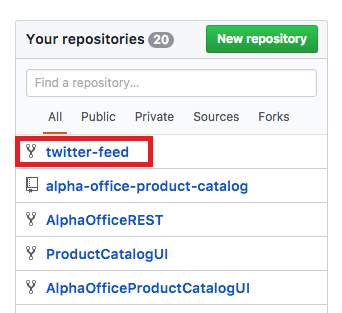 Your repositories 20 New repository
Find a repository...
All Public Private Sources Forks
twitter-feed
alpha-office-product-catalog
AlphaOfficeREST
ProductCatalogUI
AlphaOfficeProductCatalogUI